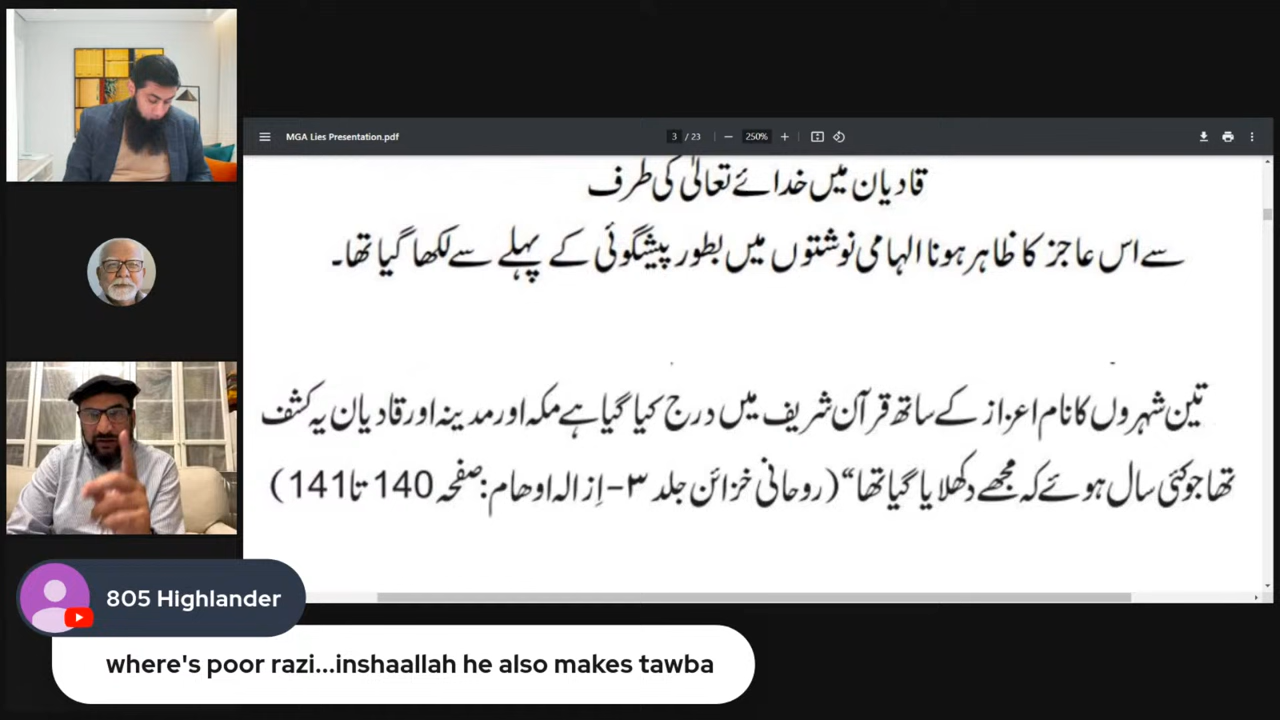 MGA Lies Presentation.pdf
3 / 23
250%
قادیان میں خدائے تعالیٰ کی طرف
سے اس عاجز کا ظاہر ہونا الہامی نوشتوں میں بطور پیشگوئی کے پہلے سے لکھا گیا تھا۔
تین شہروں کا نام اعزاز کے ساتھ قرآن شریف میں درج کیا گیا ہے مکہ اور مدینہ اور قادیان یہ کشف
تھا جو کئی سال ہوئے کہ مجھے دکھلایا گیا تھا“ (روحانی خزائن جلد ۳- اِزالہ اوھام: صفحہ 140 تا 141)
805 Highlander
where's poor razi...inshaallah he also makes tawba